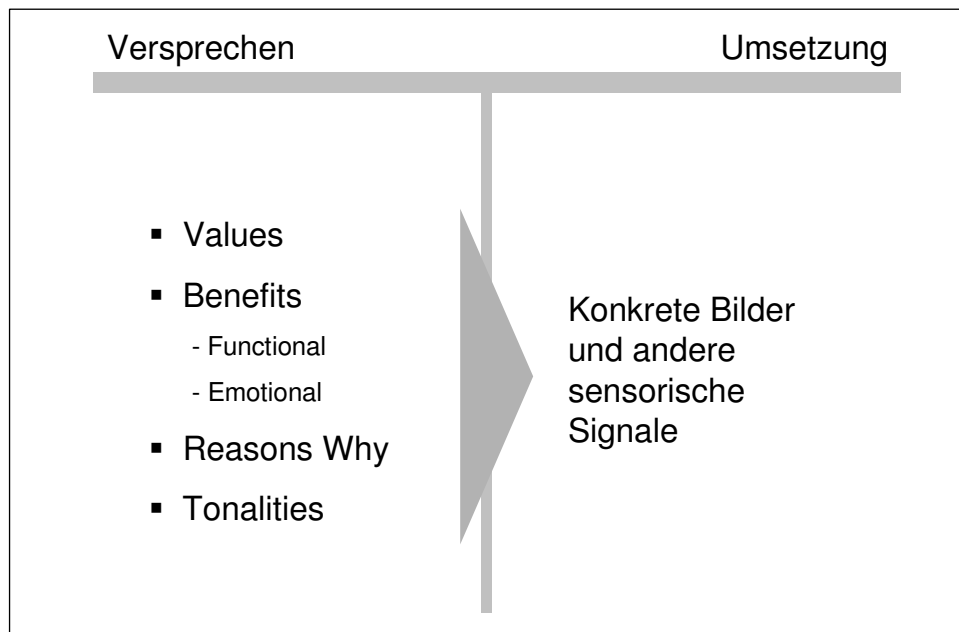 Versprechen
Umsetzung
▪ Values
▪ Benefits
- Functional
- Emotional
▪ Reasons Why
▪ Tonalities
Konkrete Bilder
und andere
sensorische
Signale